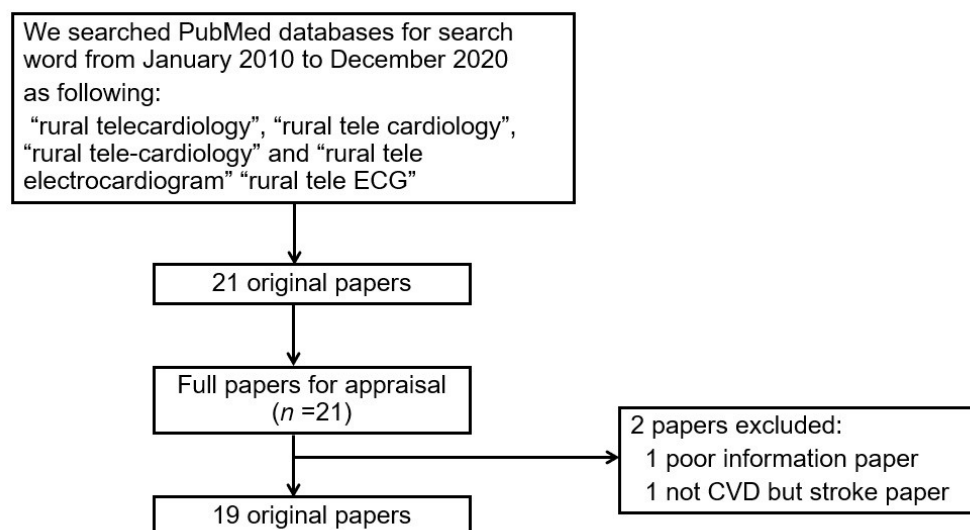 We searched PubMed databases for search
word from January 2010 to December 2020
as following:
“rural telecardiology”, “rural tele cardiology”,
“rural tele-cardiology” and “rural tele
electrocardiogram” “rural tele ECG”
21 original papers
Full papers for appraisal
(n =21)
2 papers excluded:
1 poor information paper
1 not CVD but stroke paper
19 original papers